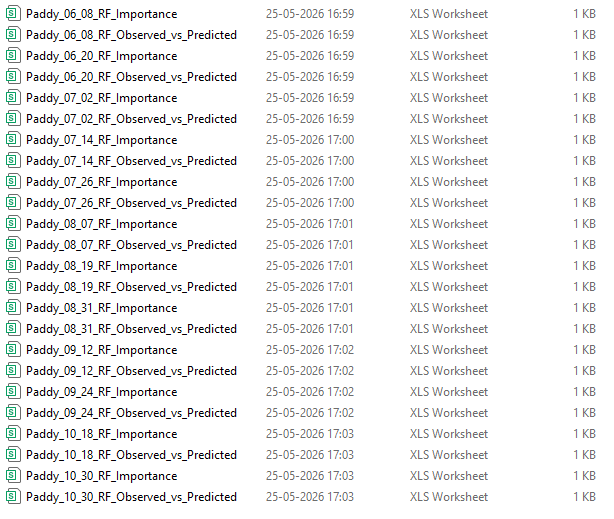 Paddy_06_08_RF_Importance 25-05-2026 16:59 XLS Worksheet 1 KB
Paddy_06_08_RF_Observed_vs_Predicted 25-05-2026 16:59 XLS Worksheet 1 KB
Paddy_06_20_RF_Importance 25-05-2026 16:59 XLS Worksheet 1 KB
Paddy_06_20_RF_Observed_vs_Predicted 25-05-2026 16:59 XLS Worksheet 1 KB
Paddy_07_02_RF_Importance 25-05-2026 16:59 XLS Worksheet 1 KB
Paddy_07_02_RF_Observed_vs_Predicted 25-05-2026 16:59 XLS Worksheet 1 KB
Paddy_07_14_RF_Importance 25-05-2026 17:00 XLS Worksheet 1 KB
Paddy_07_14_RF_Observed_vs_Predicted 25-05-2026 17:00 XLS Worksheet 1 KB
Paddy_07_26_RF_Importance 25-05-2026 17:00 XLS Worksheet 1 KB
Paddy_07_26_RF_Observed_vs_Predicted 25-05-2026 17:00 XLS Worksheet 1 KB
Paddy_08_07_RF_Importance 25-05-2026 17:01 XLS Worksheet 1 KB
Paddy_08_07_RF_Observed_vs_Predicted 25-05-2026 17:01 XLS Worksheet 1 KB
Paddy_08_19_RF_Importance 25-05-2026 17:01 XLS Worksheet 1 KB
Paddy_08_19_RF_Observed_vs_Predicted 25-05-2026 17:01 XLS Worksheet 1 KB
Paddy_08_31_RF_Importance 25-05-2026 17:01 XLS Worksheet 1 KB
Paddy_08_31_RF_Observed_vs_Predicted 25-05-2026 17:01 XLS Worksheet 1 KB
Paddy_09_12_RF_Importance 25-05-2026 17:02 XLS Worksheet 1 KB
Paddy_09_12_RF_Observed_vs_Predicted 25-05-2026 17:02 XLS Worksheet 1 KB
Paddy_09_24_RF_Importance 25-05-2026 17:02 XLS Worksheet 1 KB
Paddy_09_24_RF_Observed_vs_Predicted 25-05-2026 17:02 XLS Worksheet 1 KB
Paddy_10_18_RF_Importance 25-05-2026 17:03 XLS Worksheet 1 KB
Paddy_10_18_RF_Observed_vs_Predicted 25-05-2026 17:03 XLS Worksheet 1 KB
Paddy_10_30_RF_Importance 25-05-2026 17:03 XLS Worksheet 1 KB
Paddy_10_30_RF_Observed_vs_Predicted 25-05-2026 17:03 XLS Worksheet 1 KB